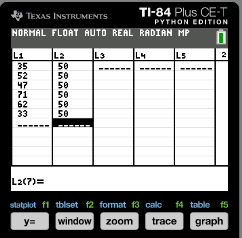 TEXAS INSTRUMENTS TI-84 Plus CE-T
PYTHON EDITION
NORMAL FLOAT AUTO REAL RADIAN MP
L1 L2 L3 L4 L5 2
35 50 ------ ------ ------
52 50
47 50
71 50
62 50
33 50
------ ------
L2(7)=
statplot f1 tblset f2 format f3 calc f4 table f5
y= window zoom trace graph